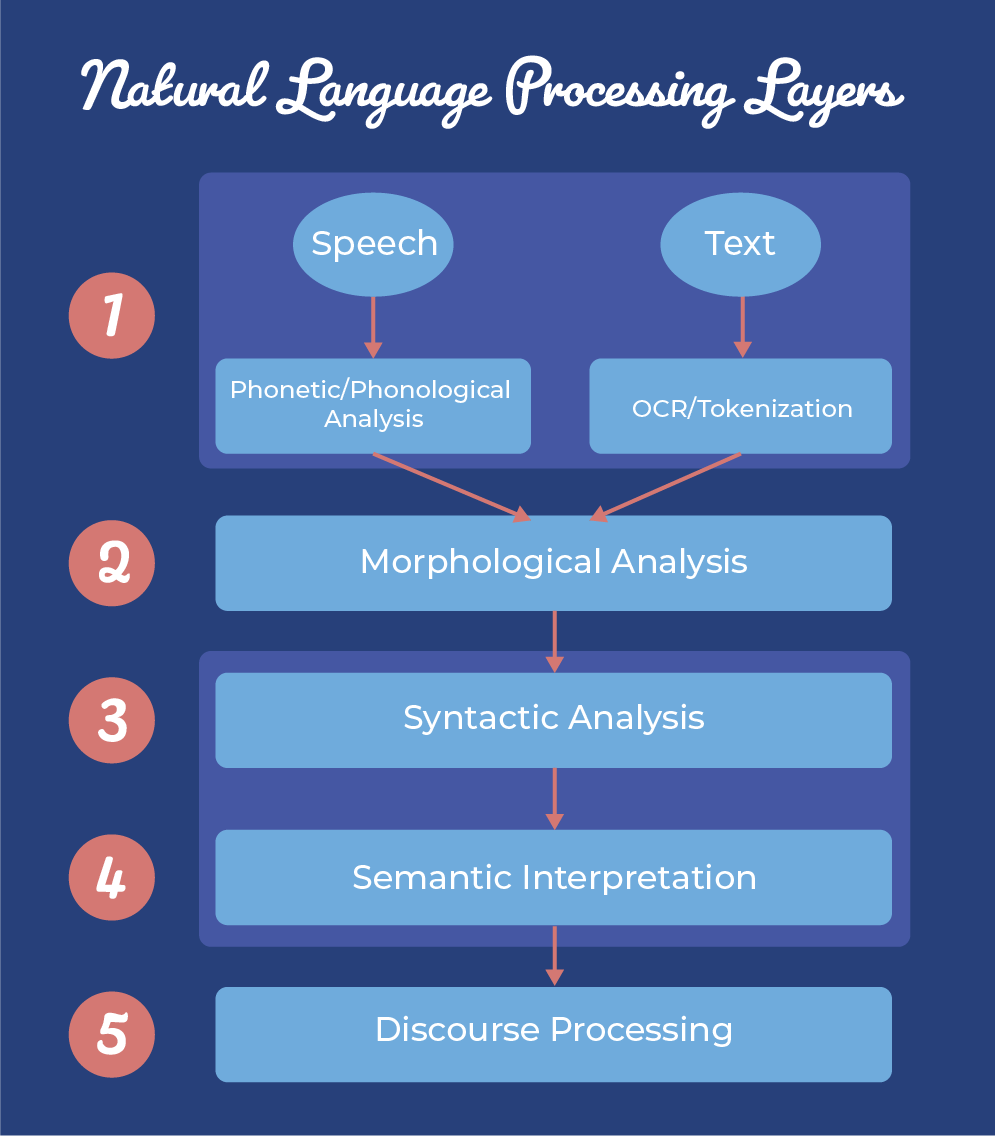 Natural Language Processing Layers
Speech
Text
1
Phonetic/Phonological
Analysis
OCR/Tokenization
2
Morphological Analysis
3
Syntactic Analysis
4
Semantic Interpretation
5
Discourse Processing